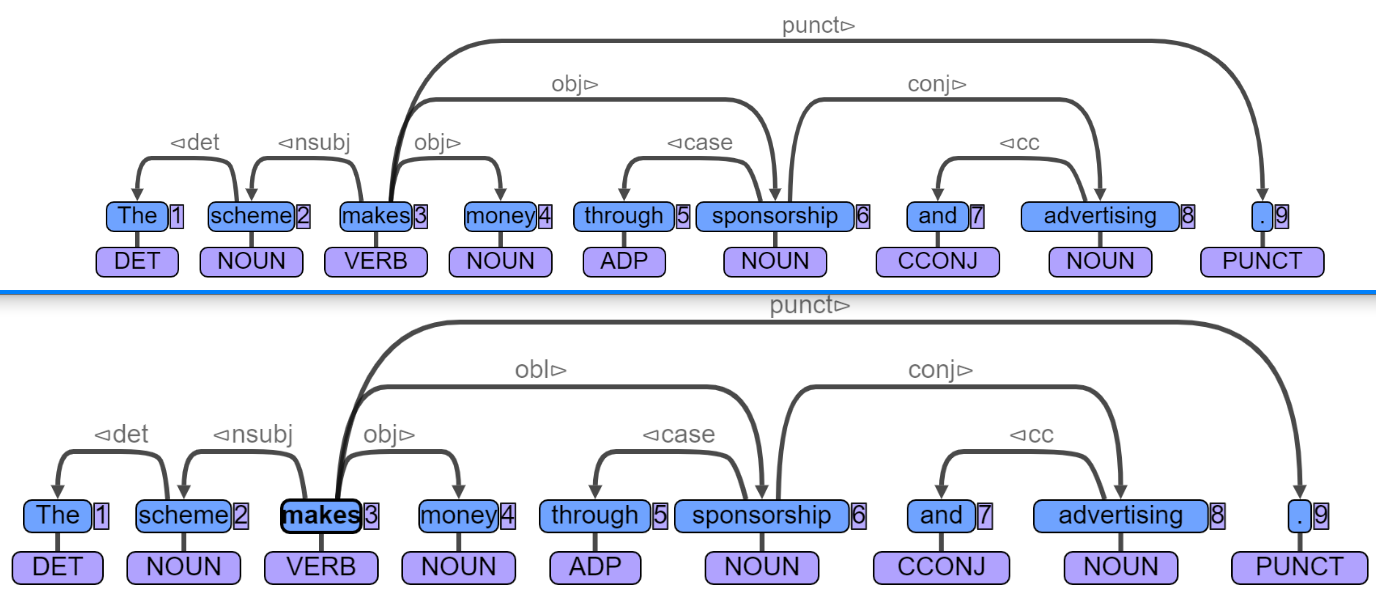 punct▻
obj▻ conj▻
◅det ◅nsubj obj▻ ◅case ◅cc
The 1 scheme 2 makes 3 money 4 through 5 sponsorship 6 and 7 advertising 8 . 9
DET NOUN VERB NOUN ADP NOUN CCONJ NOUN PUNCT
punct▻
obl▻ conj▻
◅det ◅nsubj obj▻ ◅case ◅cc
The 1 scheme 2 makes 3 money 4 through 5 sponsorship 6 and 7 advertising 8 . 9
DET NOUN VERB NOUN ADP NOUN CCONJ NOUN PUNCT